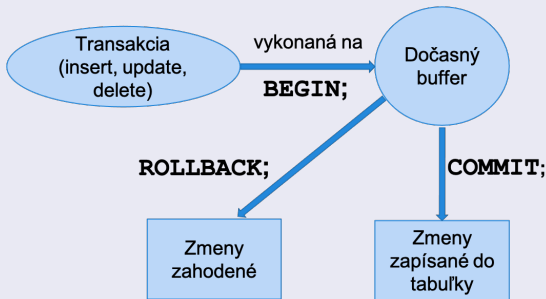 Transakcia
(insert, update,
delete)
vykonaná na
BEGIN;
Dočasný
buffer
ROLLBACK;
COMMIT;
Zmeny
zahodené
Zmeny
zapísané do
tabuľky